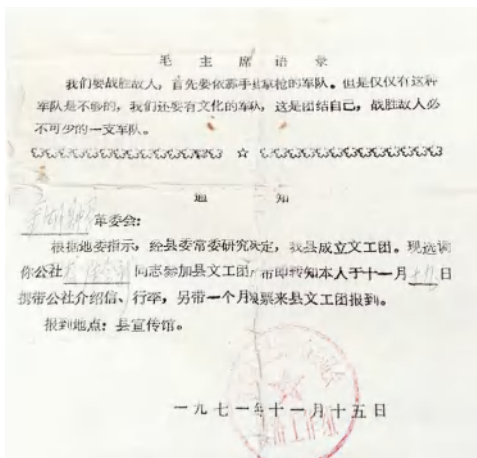 毛主席语录
我们要战胜敌人，首先要依靠手里拿枪的军队。但是仅仅有这种
军队是不够的，我们还要有文化的军队，这是团结自己，战胜敌人必
不可少的一支军队。
☆
通知
革委会：
根据地委指示，经县委常委研究决定，我县成立文工团。现选调
你公社 同志参加县文工团，希即转知本人于十一月 日
携带公社介绍信、行李，另带一个月饭票来县文工团报到。
报到地点：县宣传馆。
一九七一年十一月十五日